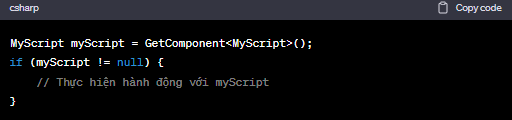 csharp Copy code
MyScript myScript = GetComponent<MyScript>();
if (myScript != null) {
// Thực hiện hành động với myScript
}